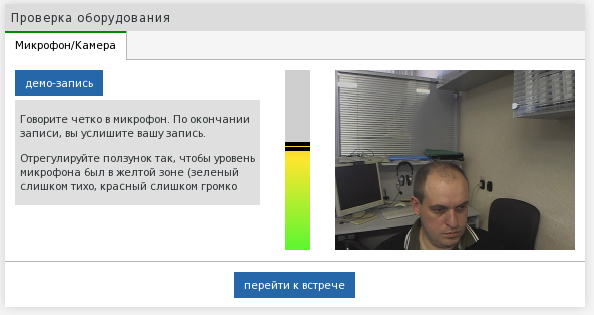 Проверка оборудования
Микрофон/Камера
демо-запись
Говорите четко в микрофон. По окончании
записи, вы услишите вашу запись.
Отрегулируйте ползунок так, чтобы уровень
микрофона был в желтой зоне (зеленый
слишком тихо, красный слишком громко
перейти к встрече